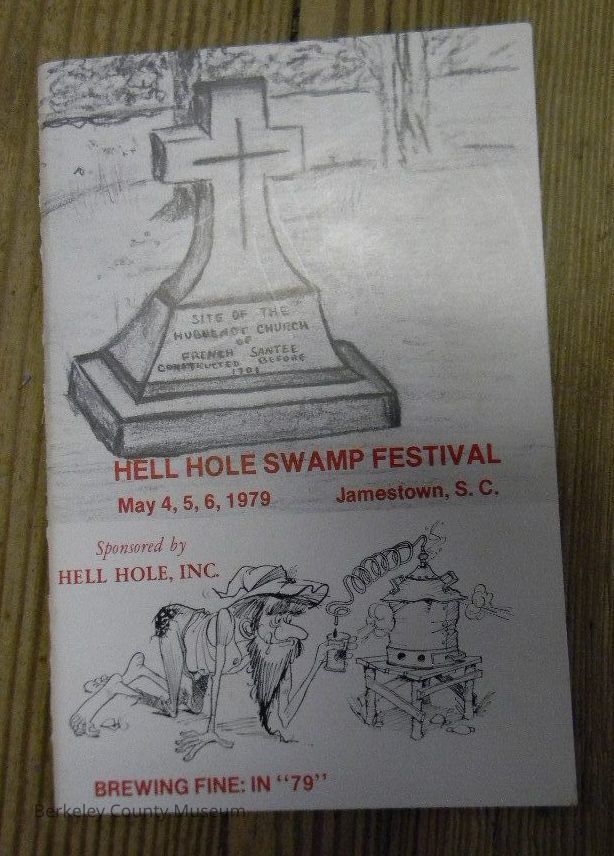 SITE OF THE
HUGUENOT CHURCH
OF
FRENCH SANTEE
CONSTRUCTED BEFORE
1701
HELL HOLE SWAMP FESTIVAL
May 4, 5, 6, 1979
Jamestown, S. C.
Sponsored by
HELL HOLE, INC.
BREWING FINE: IN "79"
Berkeley County Museum